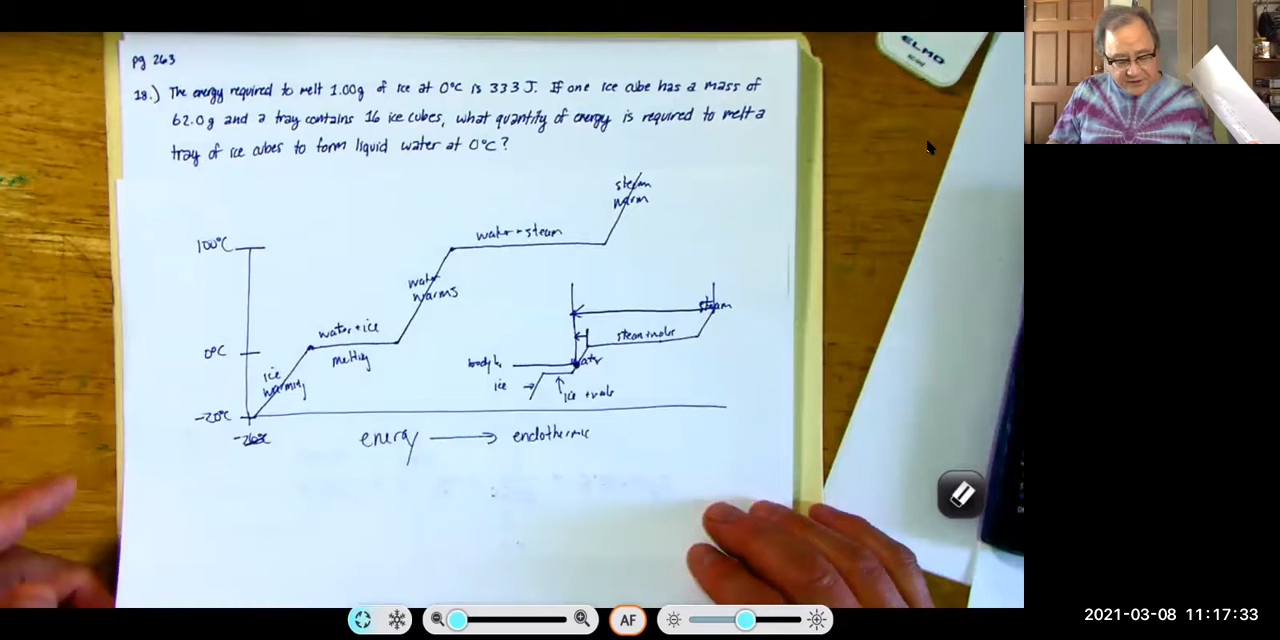 pg 263
18.) The energy required to melt 1.00g of ice at 0°C is 333 J. If one ice cube has a mass of
62.0g and a tray contains 16 ice cubes, what quantity of energy is required to melt a
tray of ice cubes to form liquid water at 0°C?
steam
warm
100°C
water + steam
water
warms
0°C
water + ice
melting
ice
warming
steam
steam + water
water
body
ice
ice + water
-20°C
energy → endothermic
ELMO
AF
2021-03-08 11:17:33